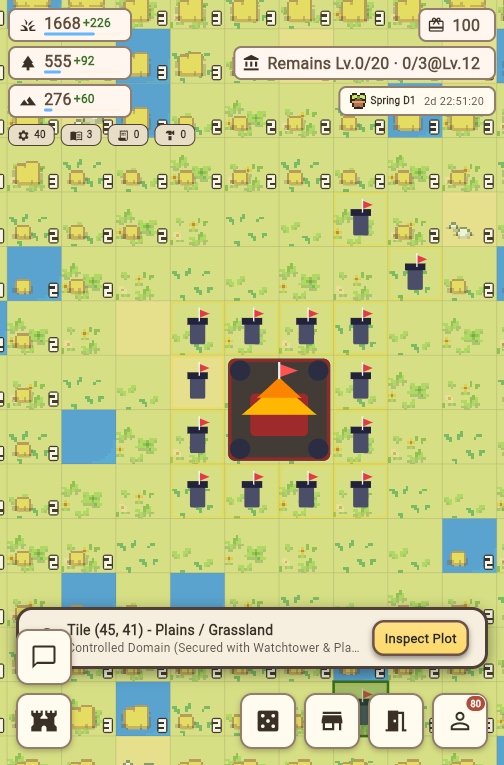 1668 +226
100
555 +92
Remains Lv.0/20 · 0/3@Lv.12
276 +60
Spring D1 2d 22:51:20
40 3 0 0
Tile (45, 41) - Plains / Grassland
Controlled Domain (Secured with Watchtower & Pla...
Inspect Plot
80